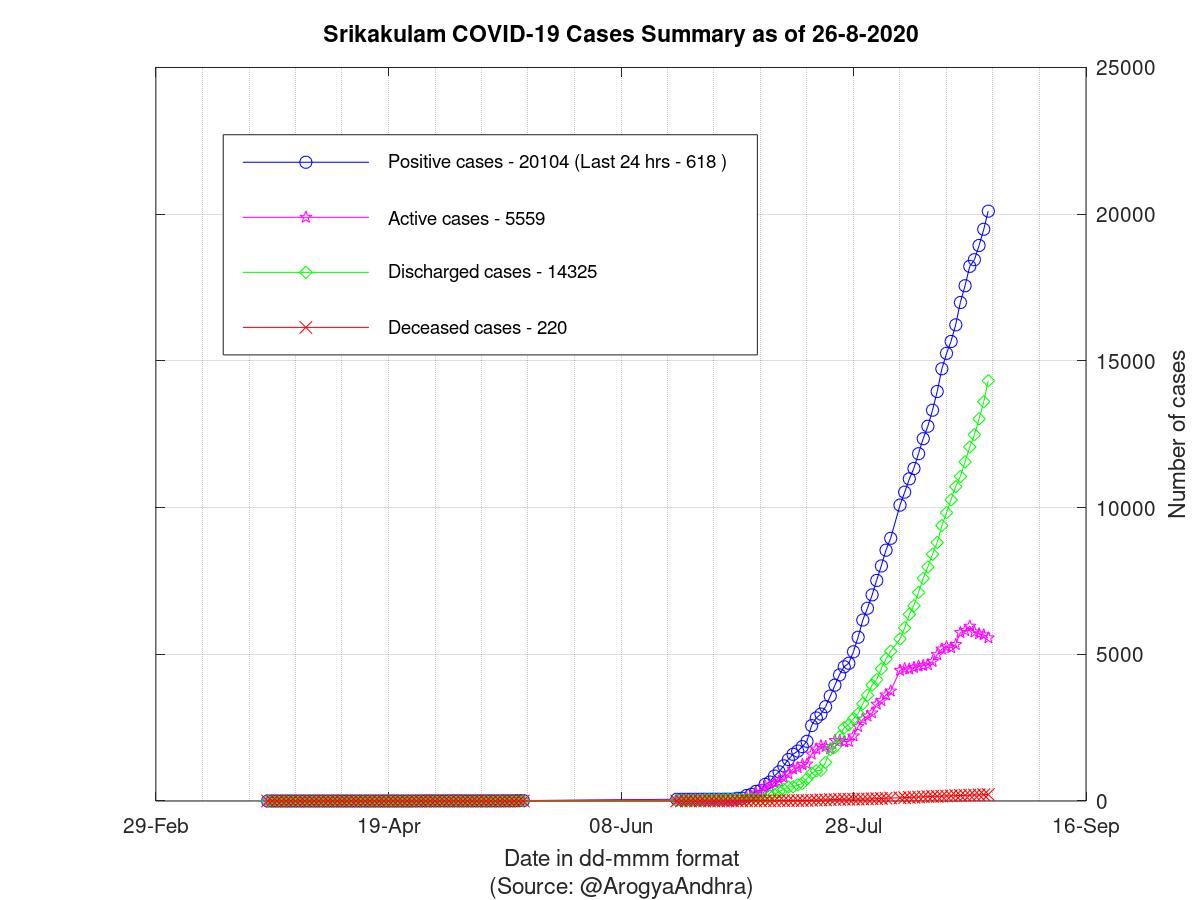 Srikakulam COVID-19 Cases Summary as of 26-8-2020
25000
Positive cases - 20104 (Last 24 hrs - 618 )
Active cases - 5559
20000
Discharged cases - 14325
Deceased cases - 220
15000
Number of cases
10000
5000
0
29-Feb 19-Apr 08-Jun 28-Jul 16-Sep
Date in dd-mmm format
(Source: @ArogyaAndhra)